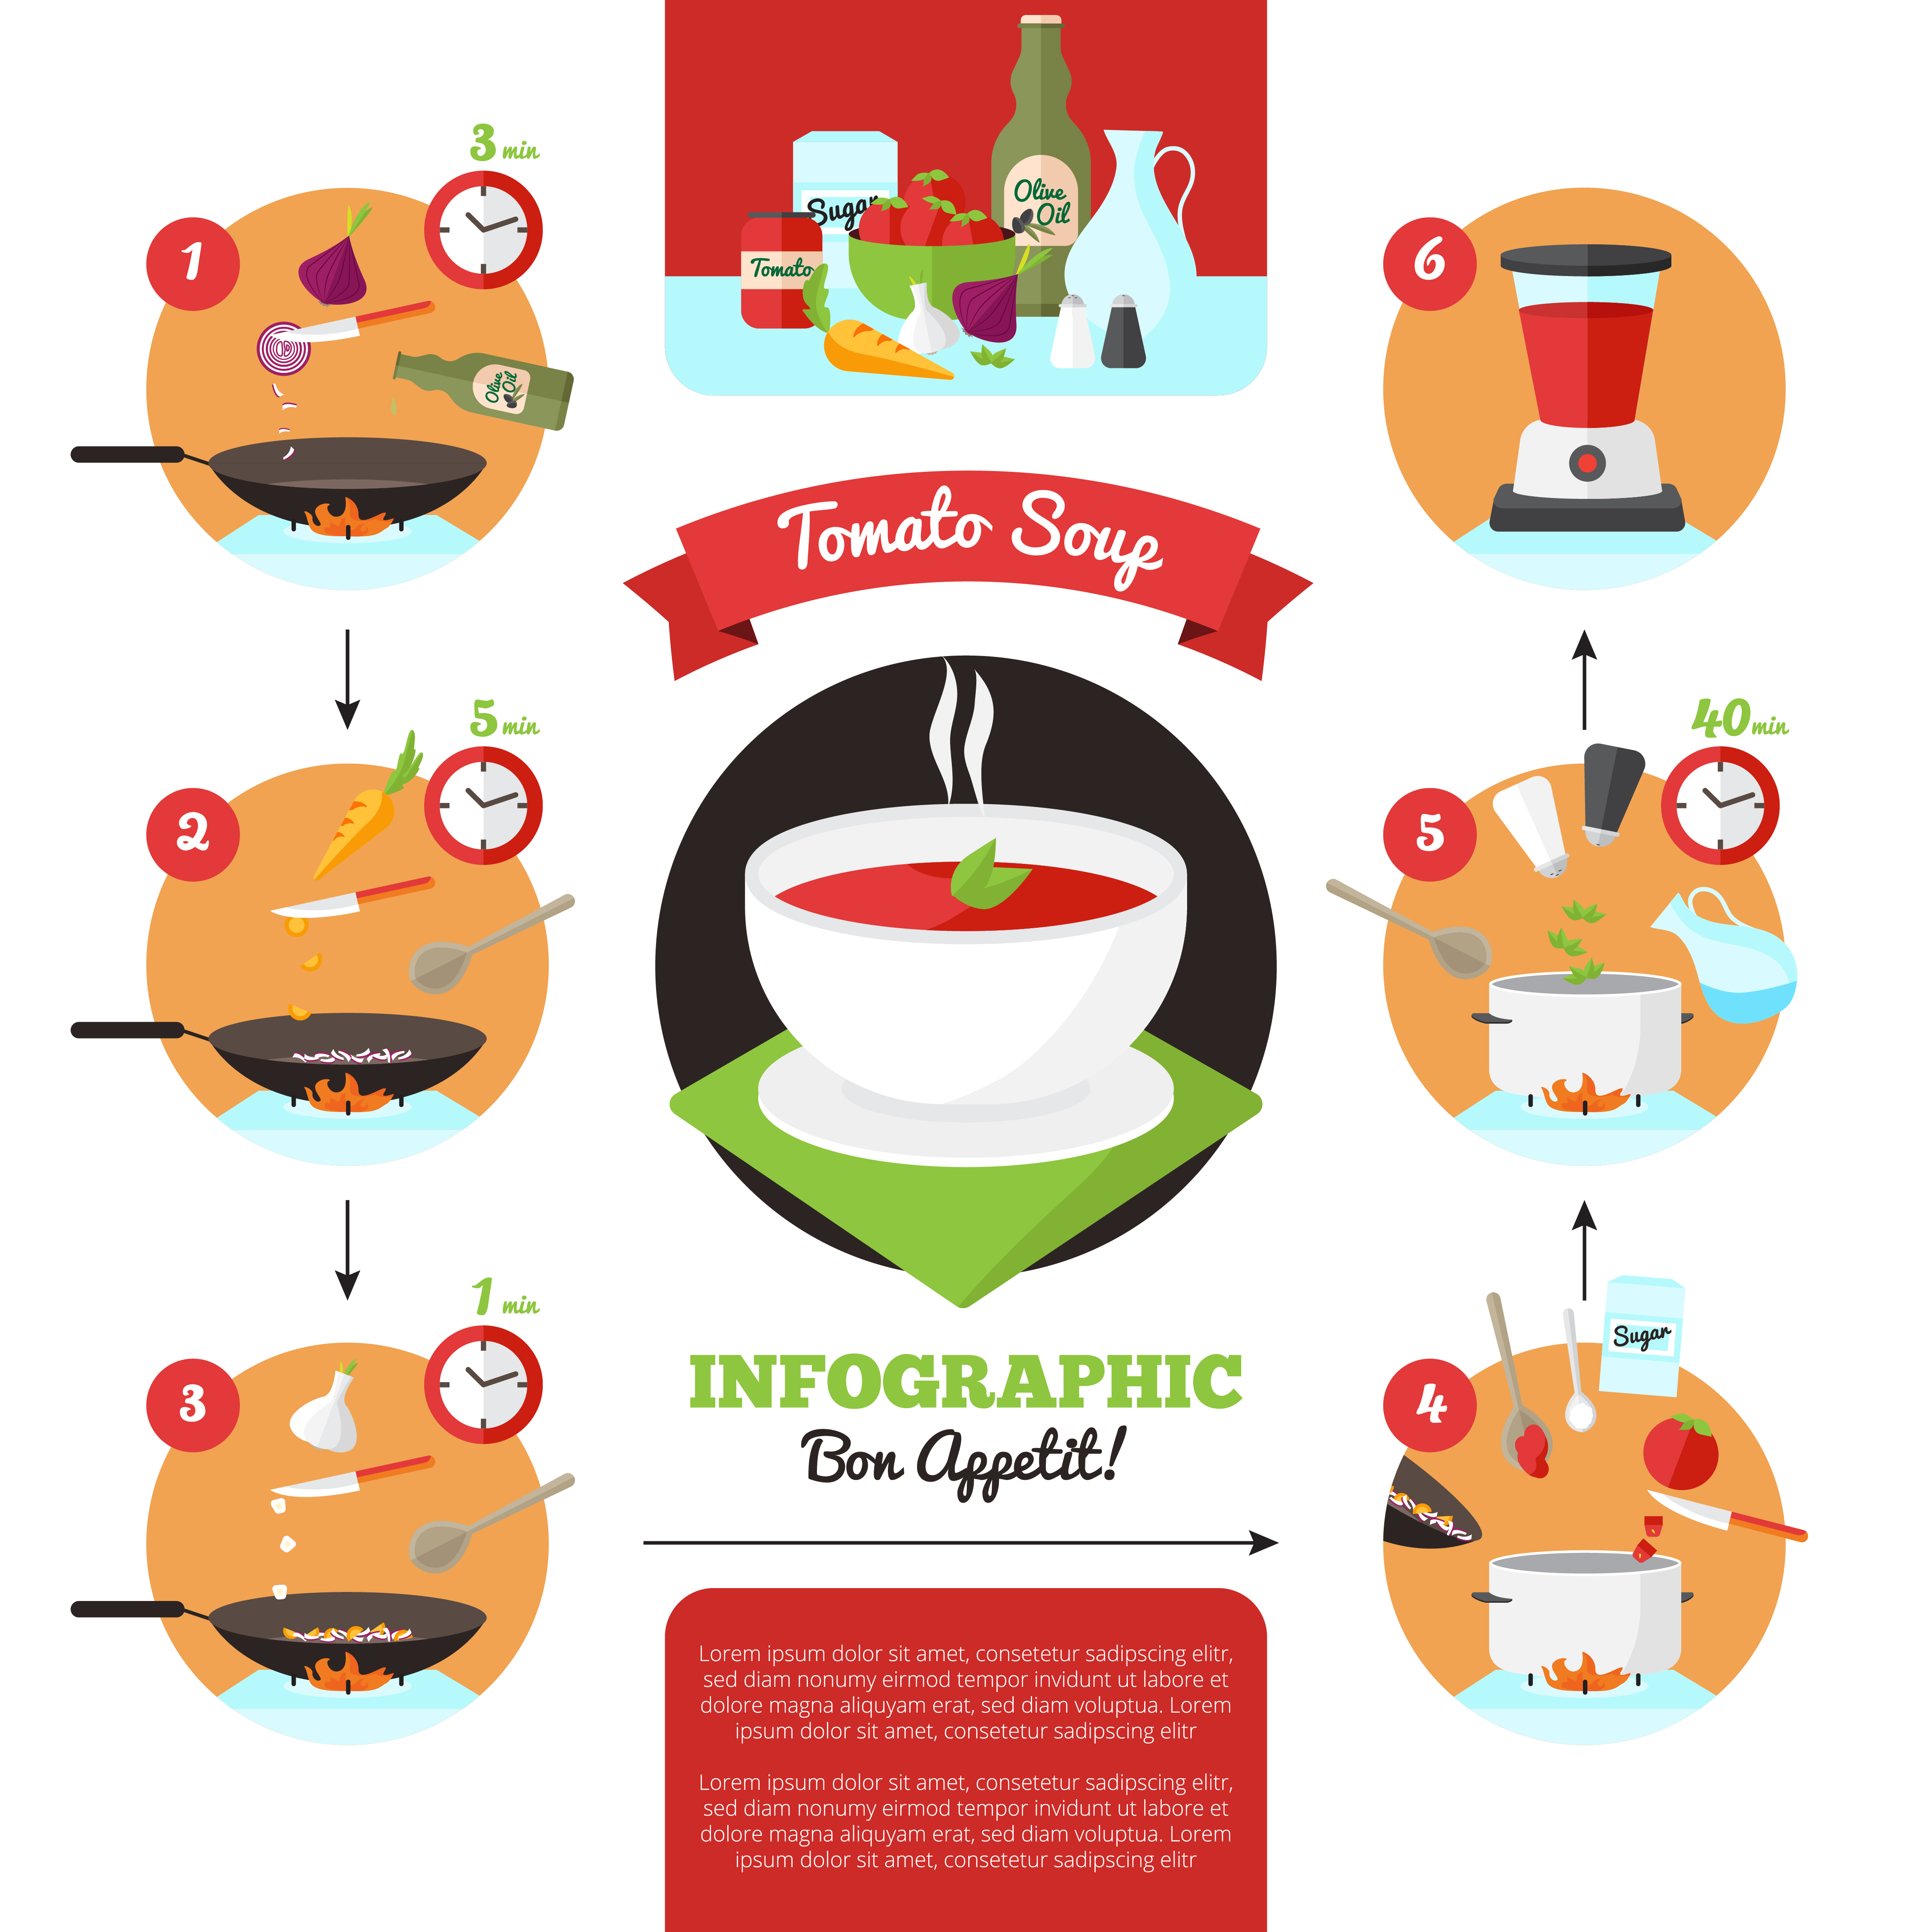 Sugar
Tomato
Olive
Oil
Tomato Soup
1
3 min
Olive
Oil
2
5 min
3
1 min
4
Sugar
5
40 min
6
INFOGRAPHIC
Bon Appetit!
Lorem ipsum dolor sit amet, consetetur sadipscing elitr,
sed diam nonumy eirmod tempor invidunt ut labore et
dolore magna aliquyam erat, sed diam voluptua. Lorem
ipsum dolor sit amet, consetetur sadipscing elitr
Lorem ipsum dolor sit amet, consetetur sadipscing elitr,
sed diam nonumy eirmod tempor invidunt ut labore et
dolore magna aliquyam erat, sed diam voluptua. Lorem
ipsum dolor sit amet, consetetur sadipscing elitr